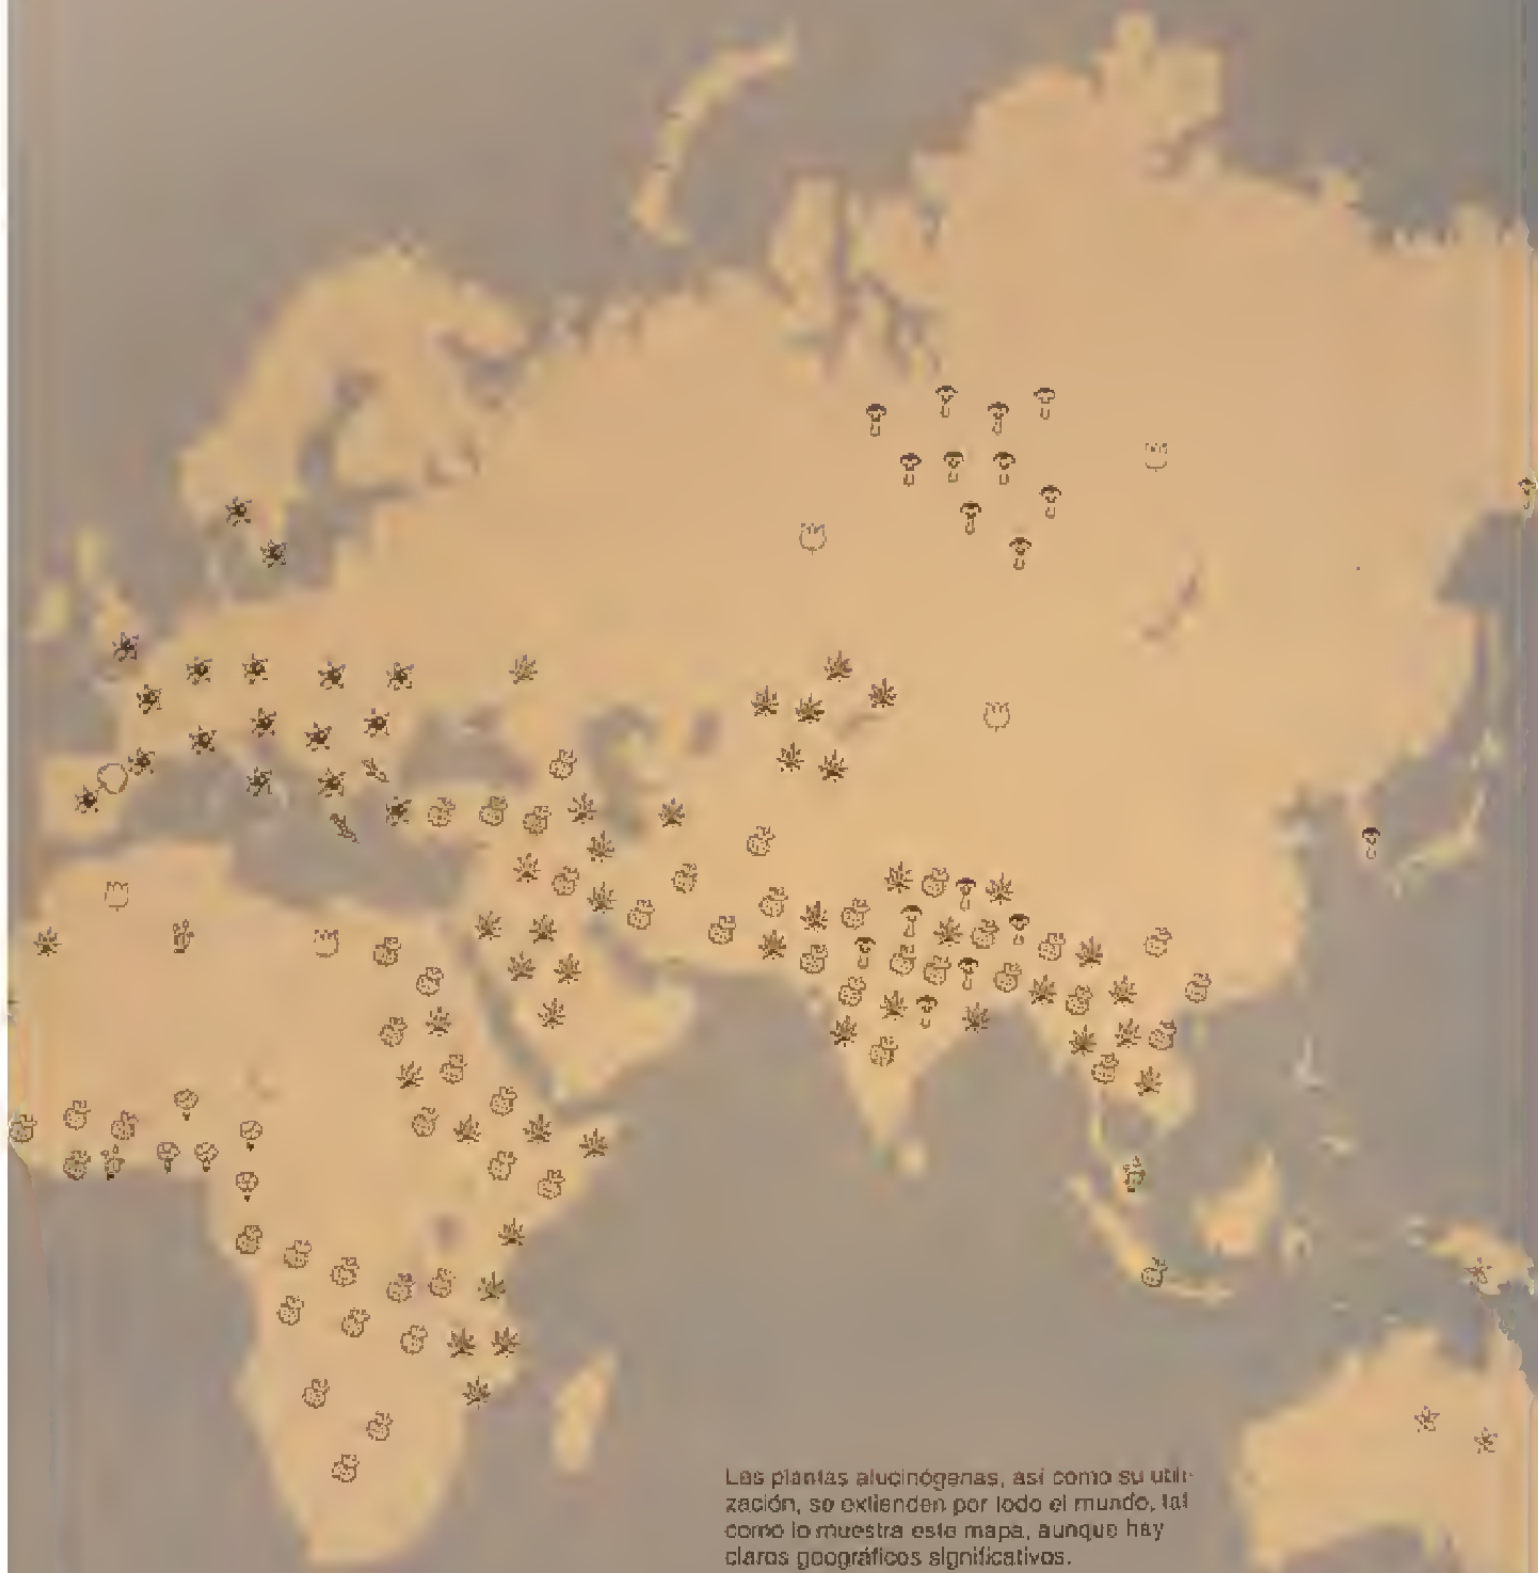 Las plantas alucinógenas, así como su utili-
zación, se extienden por todo el mundo, tal
como lo muestra este mapa, aunque hay
claros geográficos significativos.